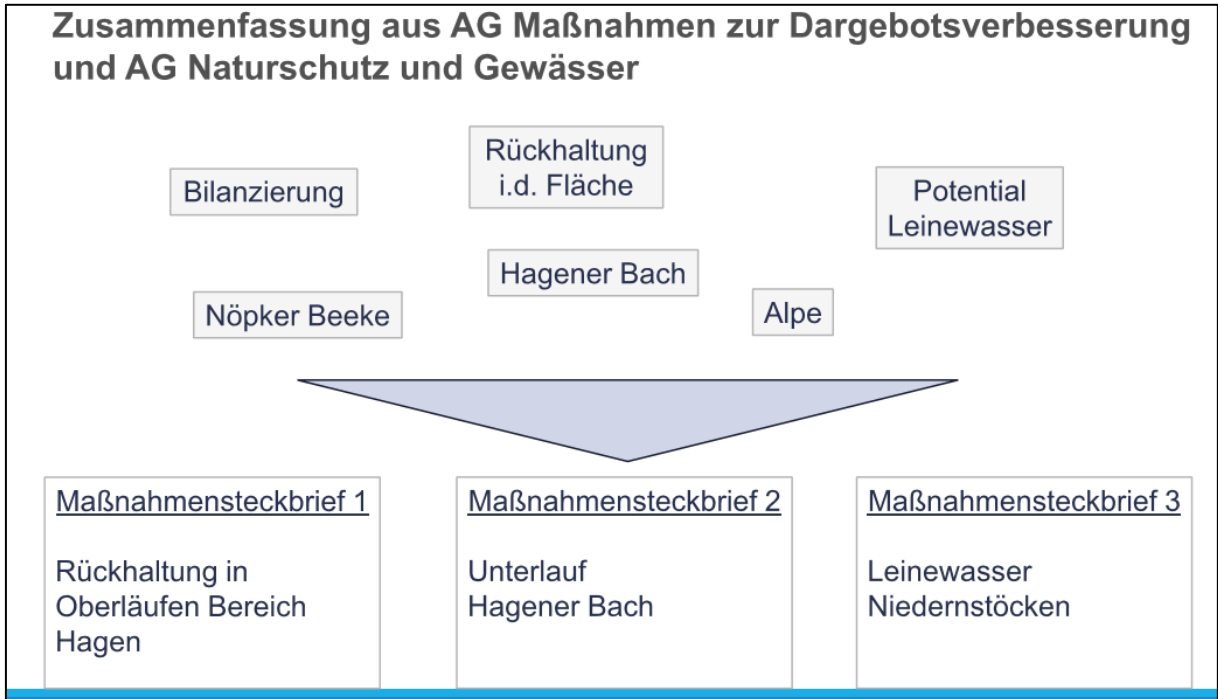 Zusammenfassung aus AG Maßnahmen zur Dargebotsverbesserung
und AG Naturschutz und Gewässer
Bilanzierung
Rückhaltung
i.d. Fläche
Potential
Leinewasser
Nöpker Beeke
Hagener Bach
Alpe
Maßnahmensteckbrief 1
Rückhaltung in
Oberläufen Bereich
Hagen
Maßnahmensteckbrief 2
Unterlauf
Hagener Bach
Maßnahmensteckbrief 3
Leinewasser
Niedernstöcken